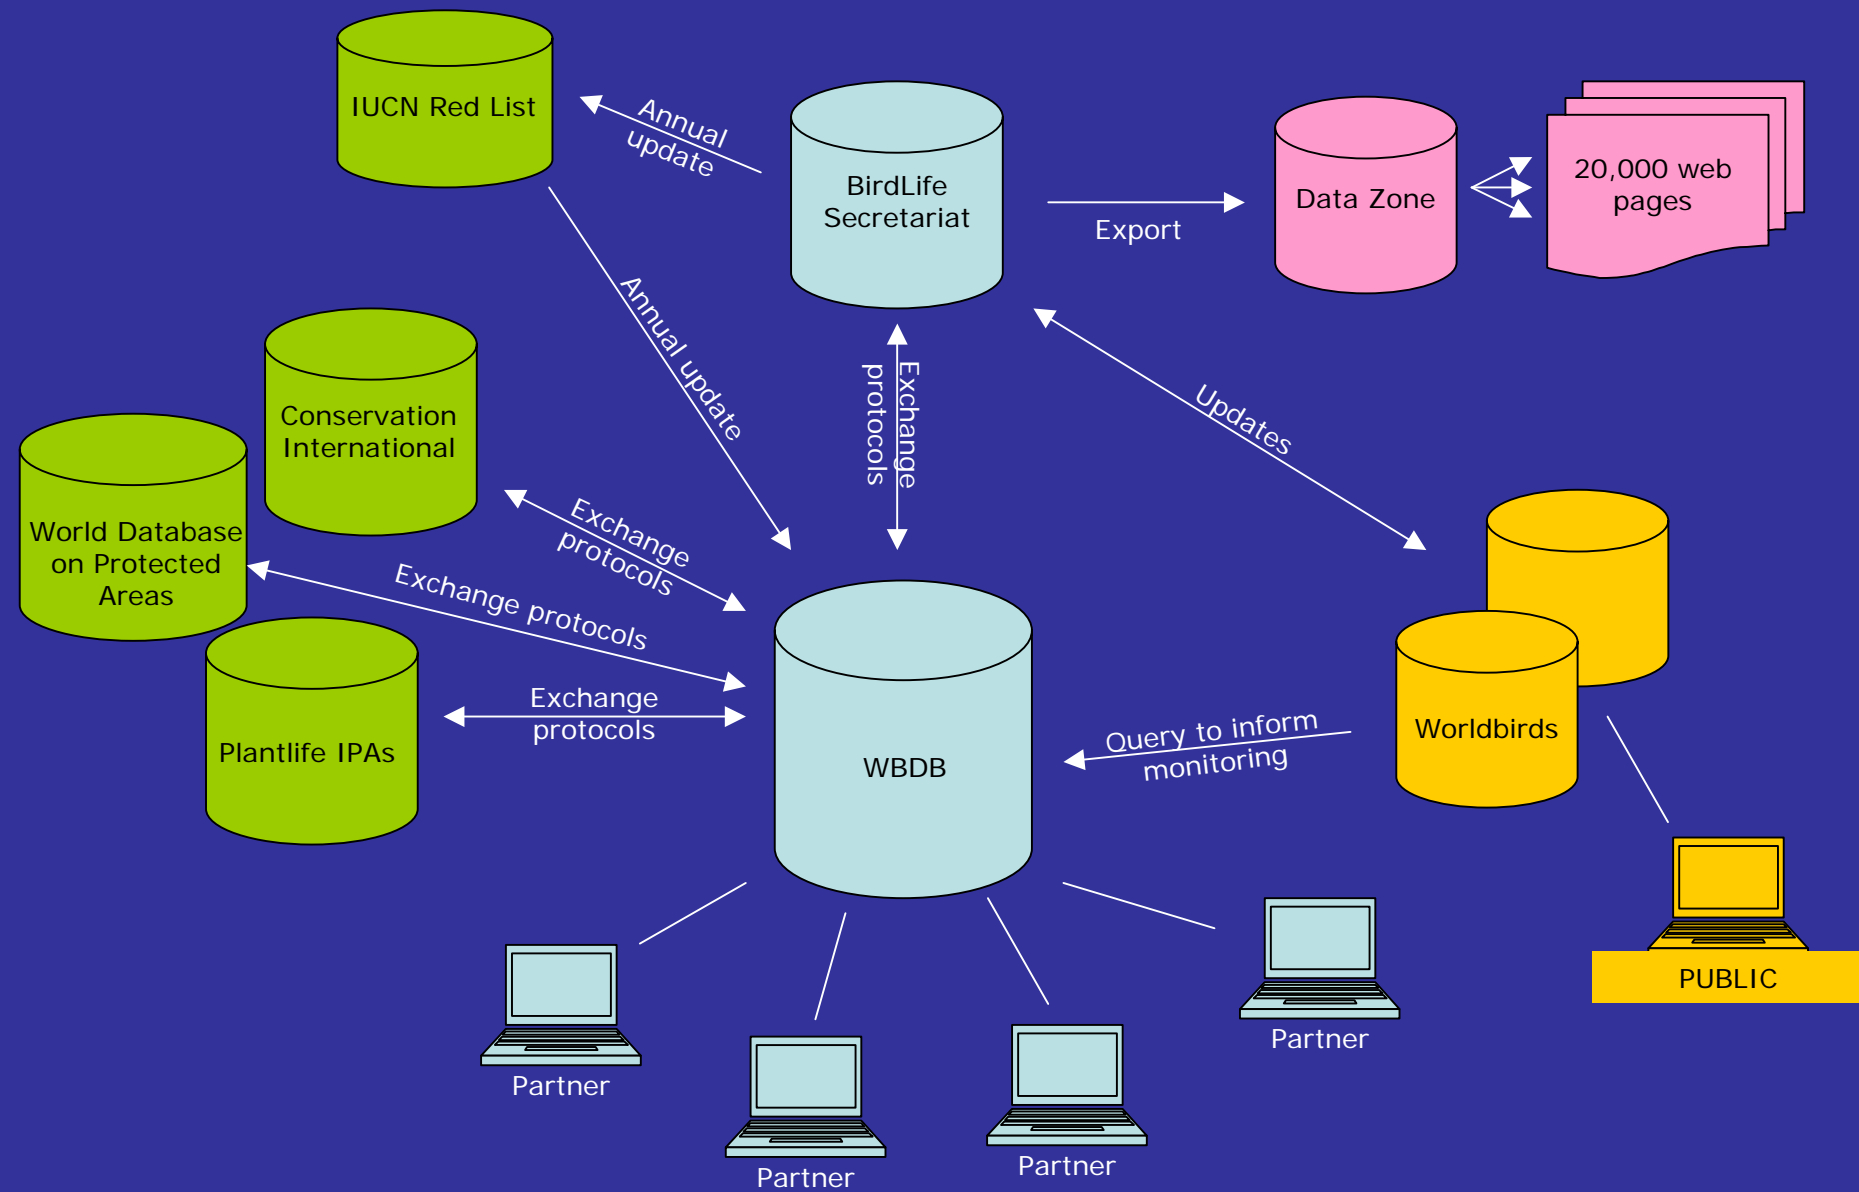 IUCN Red List
Annual
update
BirdLife
Secretariat
Export
Data Zone
20,000 web
pages
Annual update
Exchange
protocols
Updates
Conservation
International
World Database
on Protected
Areas
Exchange
protocols
Exchange protocols
Exchange
protocols
Plantlife IPAs
WBDB
Query to inform
monitoring
Worldbirds
PUBLIC
Partner
Partner
Partner
Partner